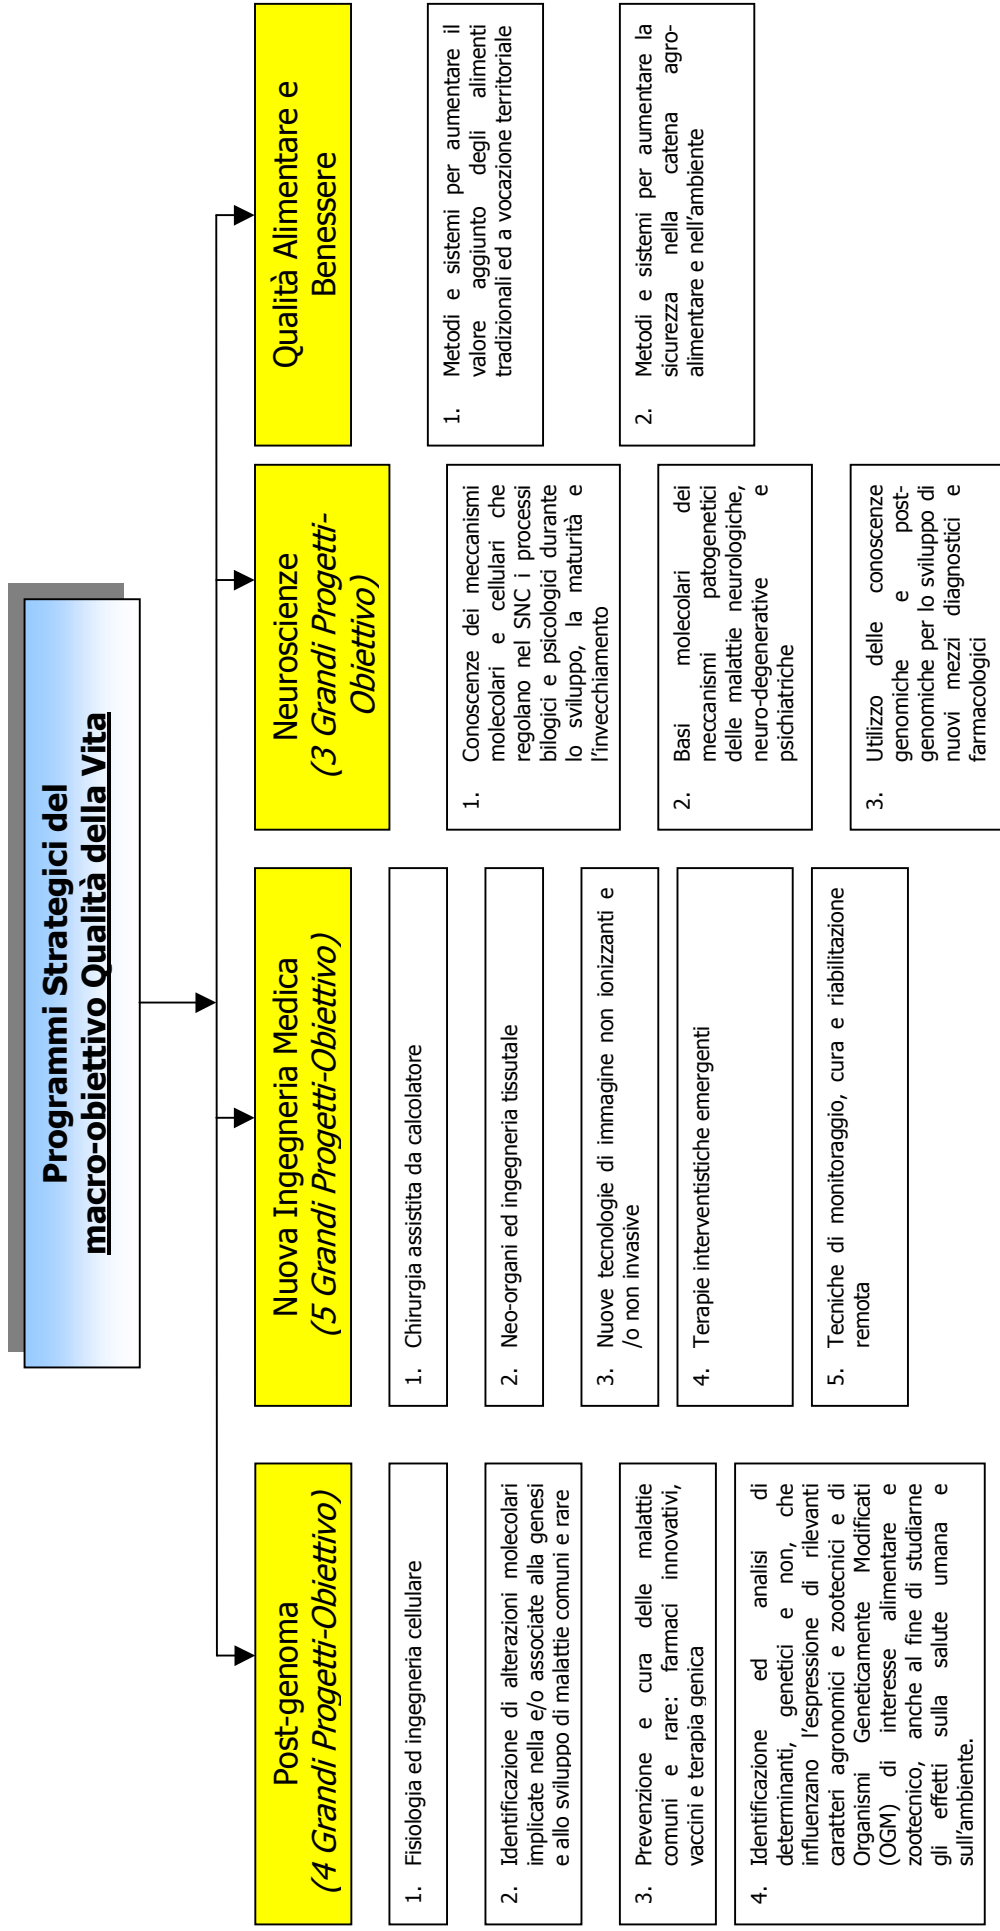 Programmi Strategici del
macro-obiettivo Qualità della Vita
Post-genoma
(4 Grandi Progetti-Obiettivo)
1. Fisiologia ed ingegneria cellulare
2. Identificazione di alterazioni molecolari
implicate nella e/o associate alla genesi
e allo sviluppo di malattie comuni e rare
3. Prevenzione e cura delle malattie
comuni e rare: farmaci innovativi,
vaccini e terapia genica
4. Identificazione ed analisi di
determinanti, genetici e non, che
influenzano l'espressione di rilevanti
caratteri agronomici e zootecnici e di
Organismi Geneticamente Modificati
(OGM) di interesse alimentare e
zootecnico, anche al fine di studiarne
gli effetti sulla salute umana e
sull'ambiente.
Nuova Ingegneria Medica
(5 Grandi Progetti-Obiettivo)
1. Chirurgia assistita da calcolatore
2. Neo-organi ed ingegneria tissutale
3. Nuove tecnologie di immagine non ionizzanti e
/o non invasive
4. Terapie interventistiche emergenti
5. Tecniche di monitoraggio, cura e riabilitazione
remota
Neuroscienze
(3 Grandi Progetti-
Obiettivo)
1. Conoscenze dei meccanismi
molecolari e cellulari che
regolano nel SNC i processi
bilogici e psicologici durante
lo sviluppo, la maturità e
l'invecchiamento
2. Basi molecolari dei
meccanismi patogenetici
delle malattie neurologiche,
neuro-degenerative e
psichiatriche
3. Utilizzo delle conoscenze
genomiche e post-
genomiche per lo sviluppo di
nuovi mezzi diagnostici e
farmacologici
Qualità Alimentare e
Benessere
1. Metodi e sistemi per aumentare il
valore aggiunto degli alimenti
tradizionali ed a vocazione territoriale
2. Metodi e sistemi per aumentare la
sicurezza nella catena agro-
alimentare e nell'ambiente